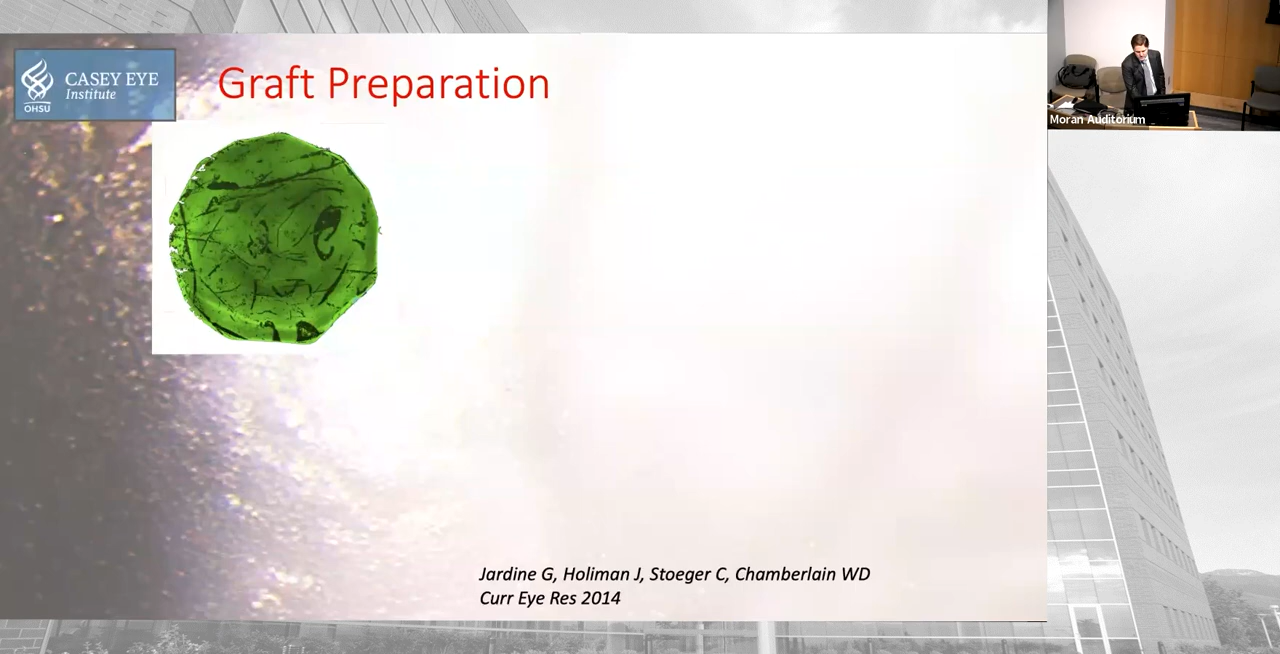 CASEY EYE
Institute
OHSU
Graft Preparation
Moran Auditorium
Jardine G, Holiman J, Stoeger C, Chamberlain WD
Curr Eye Res 2014